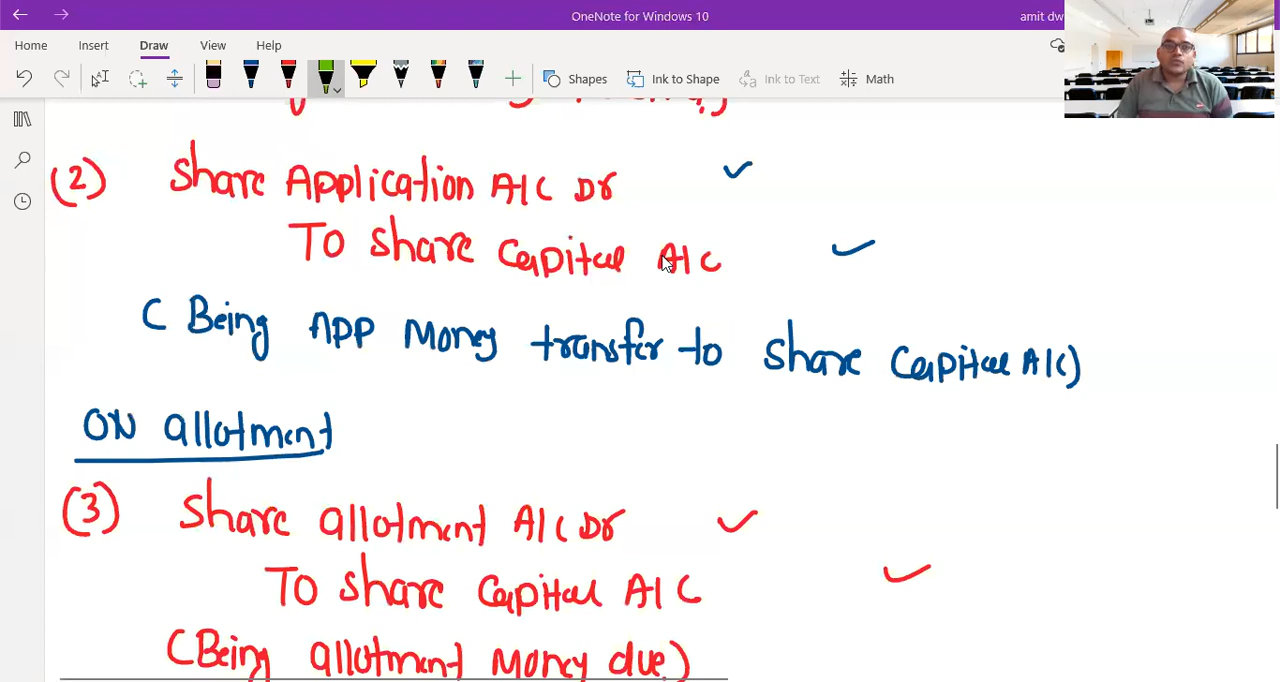 OneNote for Windows 10
amit dw
Home Insert Draw View Help
Shapes Ink to Shape Ink to Text Math
(2) Share Application A/C Dr
To Share Capital A/C
( Being APP Money transfer to Share Capital A/C)
ON allotment
(3) Share allotment A/C Dr
To Share Capital A/C
(Being allotment Money due)